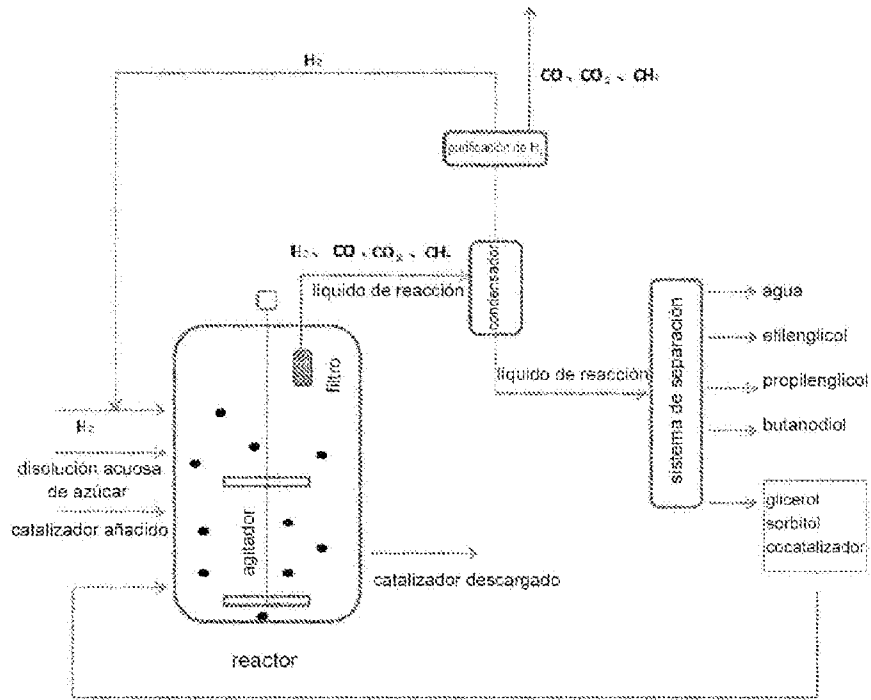 H₂
CO、CO₂、CH₄
purificación de H₂
H₂、CO、CO₂、CH₄
líquido de reacción
condensador
sistema de separación
agua
etilenglicol
propilenglicol
butanodiol
líquido de reacción
filtro
H₂
disolución acuosa
de azúcar
catalizador añadido
agitador
catalizador descargado
glicerol
sorbitol
cocatalizador
reactor